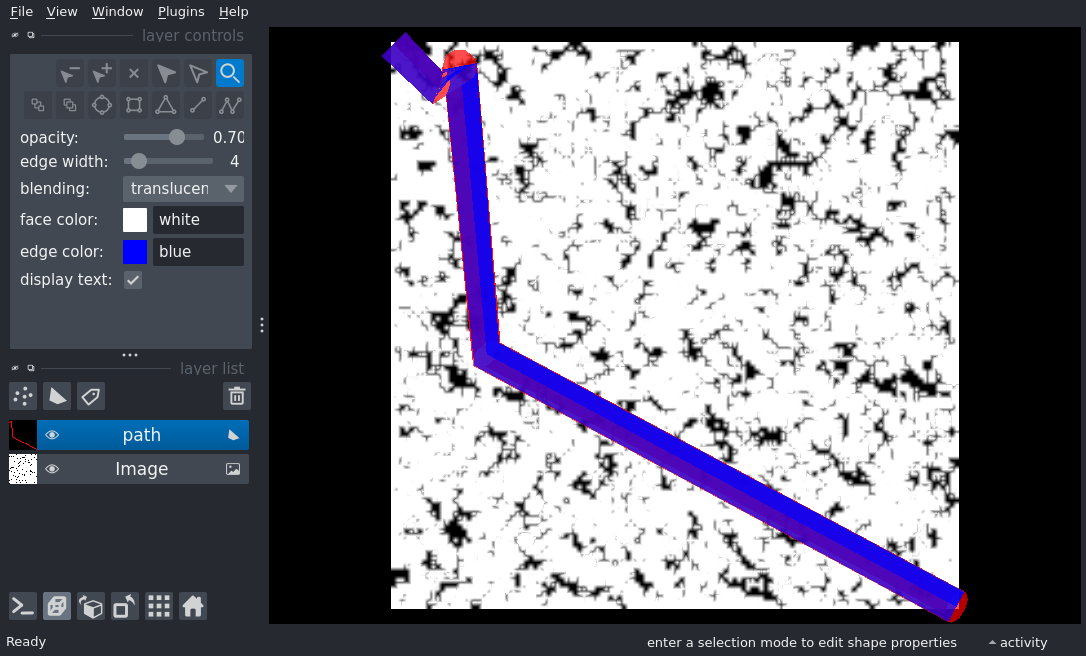 File View Window Plugins Help
layer controls
opacity: 0.70
edge width: 4
blending: translucen
face color: white
edge color: blue
display text:
layer list
path
Image
Ready
enter a selection mode to edit shape properties
activity